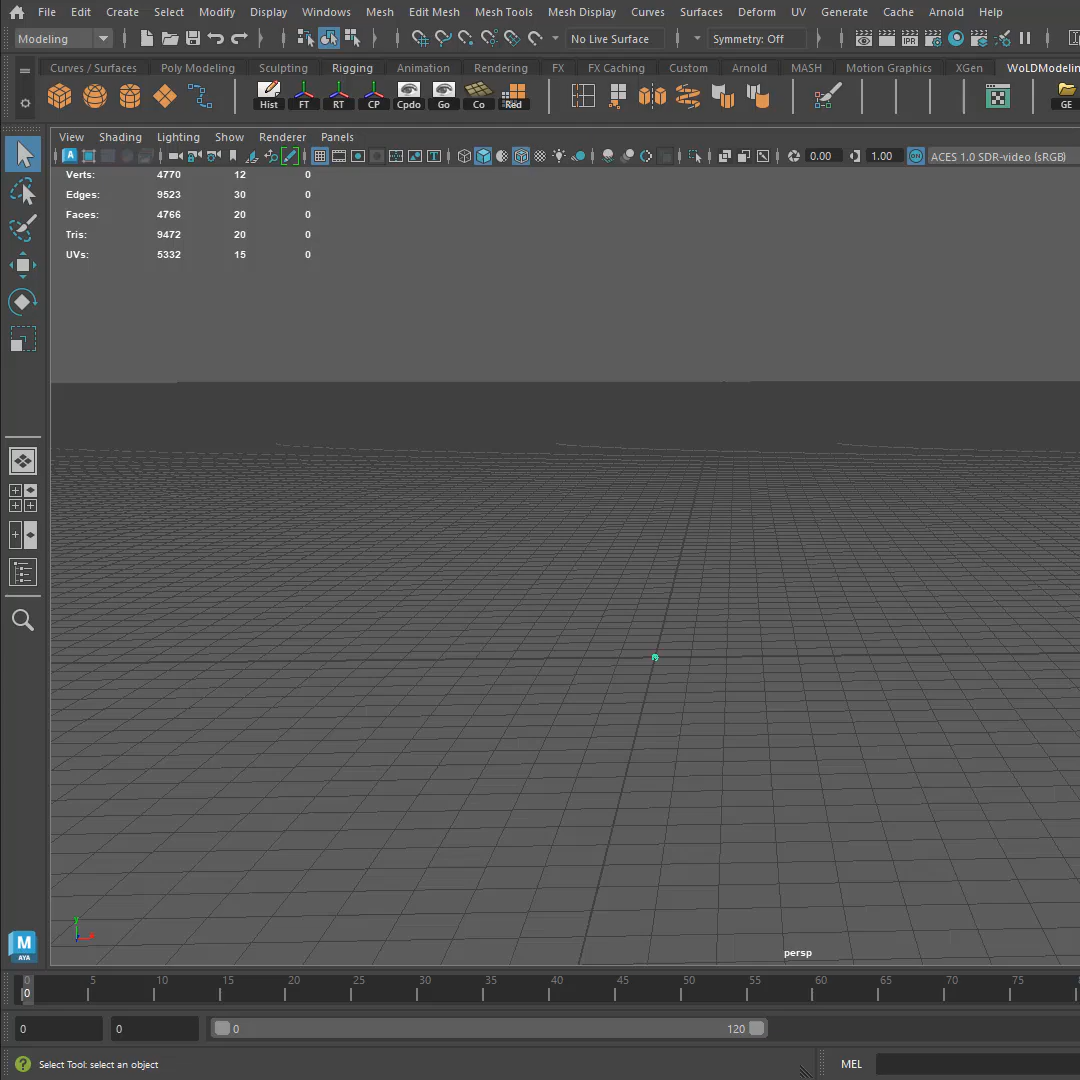 File Edit Create Select Modify Display Windows Mesh Edit Mesh Mesh Tools Mesh Display Curves Surfaces Deform UV Generate Cache Arnold Help
Modeling No Live Surface Symmetry: Off
IPR
Curves / Surfaces Poly Modeling Sculpting Rigging Animation Rendering FX FX Caching Custom Arnold MASH Motion Graphics XGen WoLDModelin
Hist FT RT CP Cpdo Go Co Red GE
View Shading Lighting Show Renderer Panels
A T 0.00 1.00 ON ACES 1.0 SDR-video (sRGB)
Verts: 4770 12 0
Edges: 9523 30 0
Faces: 4766 20 0
Tris: 9472 20 0
UVs: 5332 15 0
y
persp
M
AYA
0 5 10 15 20 25 30 35 40 45 50 55 60 65 70 75
0
0 0 0 120
? Select Tool: select an object MEL